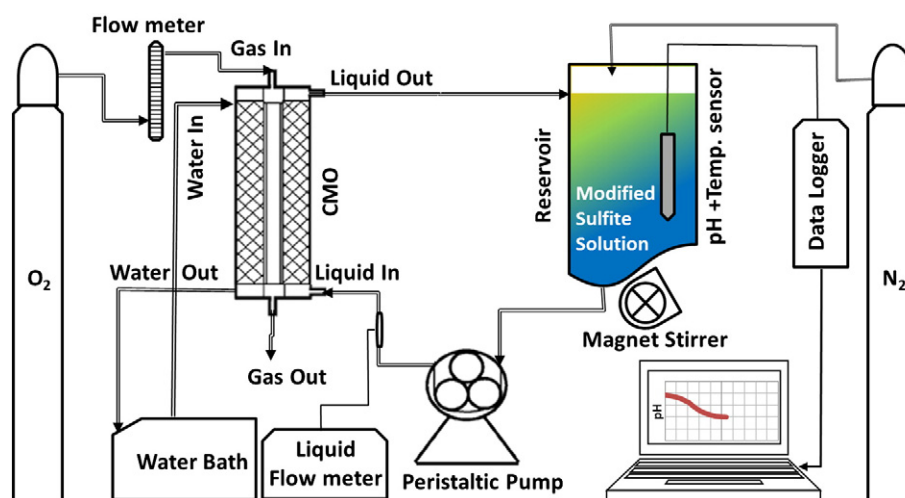 Flow meter
Gas In
Liquid Out
Water In
CMO
Reservoir
Modified
Sulfite
Solution
pH +Temp. sensor
Data Logger
O2
N2
Water Out
Liquid In
Gas Out
Magnet Stirrer
Water Bath
Liquid
Flow meter
Peristaltic Pump
pH